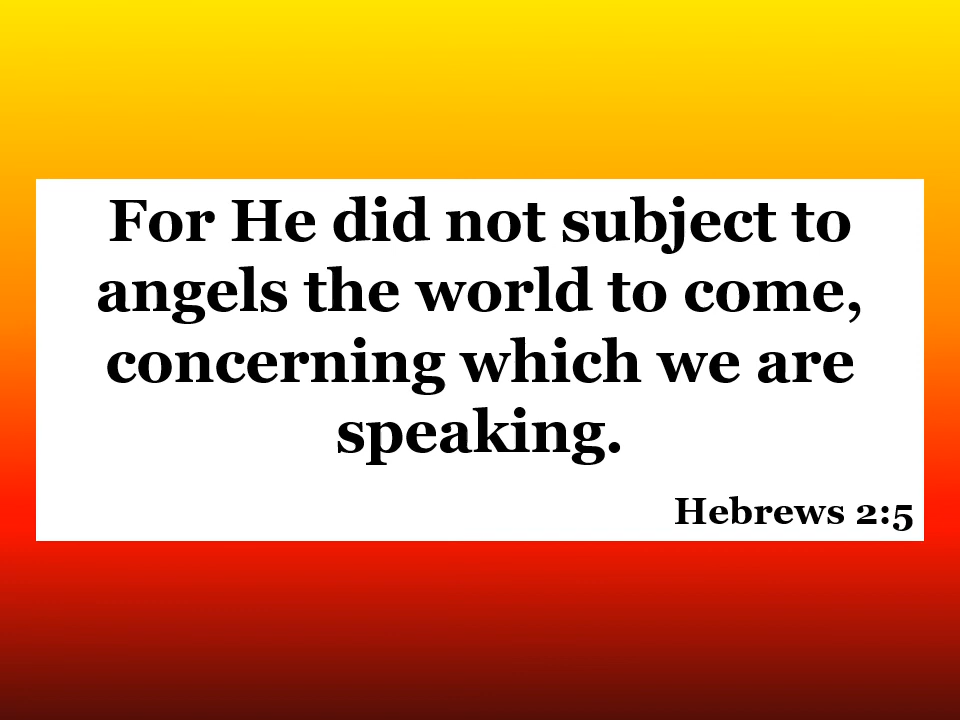 For He did not subject to
angels the world to come,
concerning which we are
speaking.
Hebrews 2:5